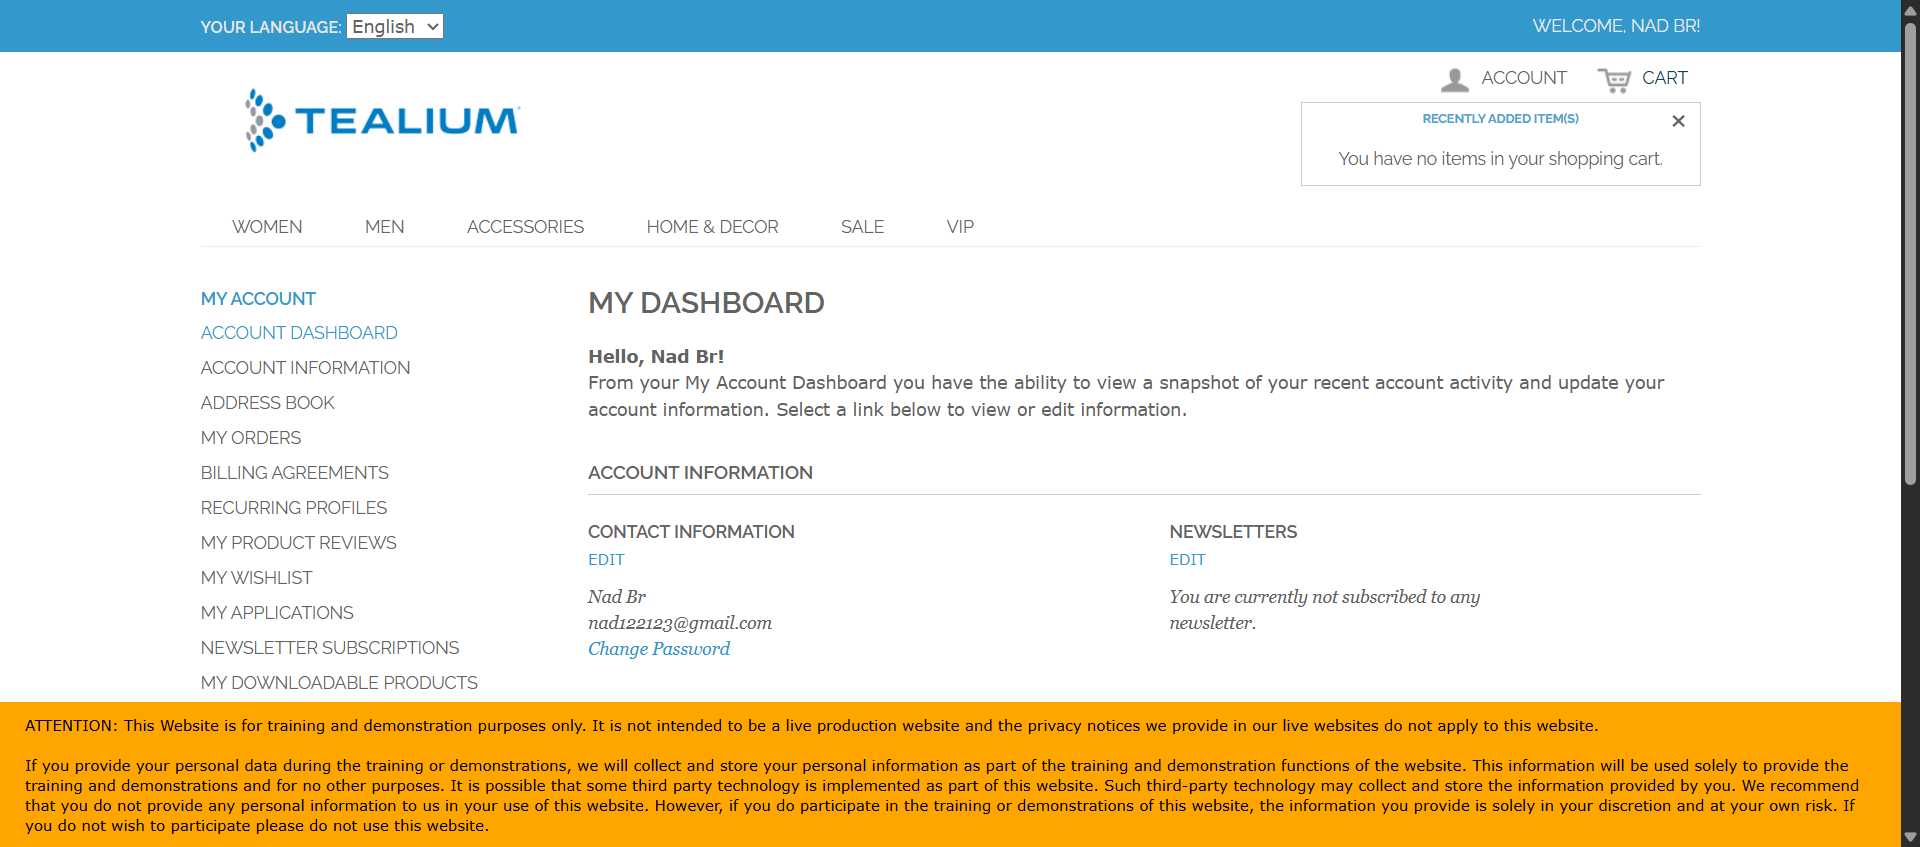 YOUR LANGUAGE: English
WELCOME, NAD BR!
TEALIUM
ACCOUNT
CART
RECENTLY ADDED ITEM(S)
×
You have no items in your shopping cart.
WOMEN MEN ACCESSORIES HOME & DECOR SALE VIP
MY ACCOUNT
ACCOUNT DASHBOARD
ACCOUNT INFORMATION
ADDRESS BOOK
MY ORDERS
BILLING AGREEMENTS
RECURRING PROFILES
MY PRODUCT REVIEWS
MY WISHLIST
MY APPLICATIONS
NEWSLETTER SUBSCRIPTIONS
MY DOWNLOADABLE PRODUCTS
MY DASHBOARD
Hello, Nad Br!
From your My Account Dashboard you have the ability to view a snapshot of your recent account activity and update your
account information. Select a link below to view or edit information.
ACCOUNT INFORMATION
CONTACT INFORMATION
EDIT
Nad Br
nad122123@gmail.com
Change Password
NEWSLETTERS
EDIT
You are currently not subscribed to any
newsletter.
ATTENTION: This Website is for training and demonstration purposes only. It is not intended to be a live production website and the privacy notices we provide in our live websites do not apply to this website.
If you provide your personal data during the training or demonstrations, we will collect and store your personal information as part of the training and demonstration functions of the website. This information will be used solely to provide the
training and demonstrations and for no other purposes. It is possible that some third party technology is implemented as part of this website. Such third-party technology may collect and store the information provided by you. We recommend
that you do not provide any personal information to us in your use of this website. However, if you do participate in the training or demonstrations of this website, the information you provide is solely in your discretion and at your own risk. If
you do not wish to participate please do not use this website.